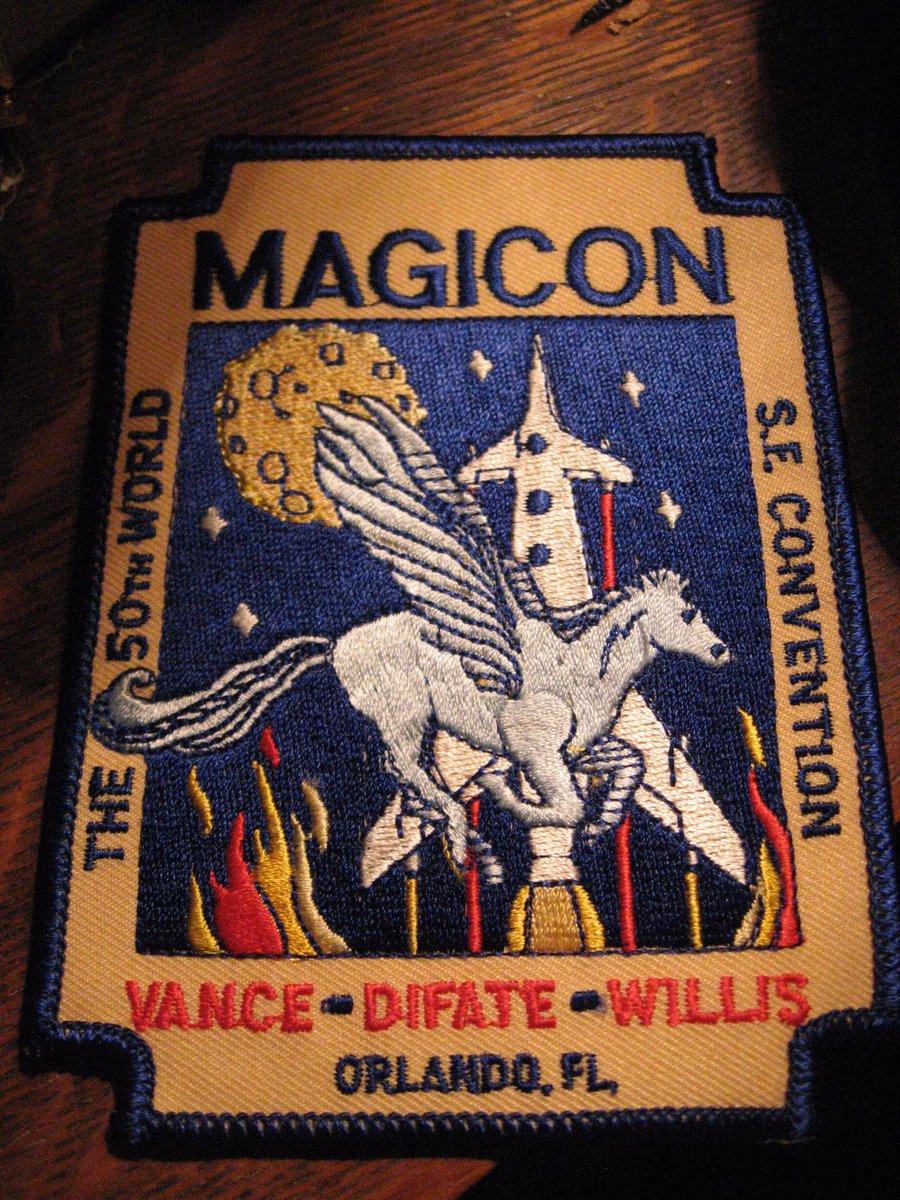 MAGICON
THE 50TH WORLD
S.F. CONVENTION
VANCE - DIFATE - WILLIS
ORLANDO, FL.